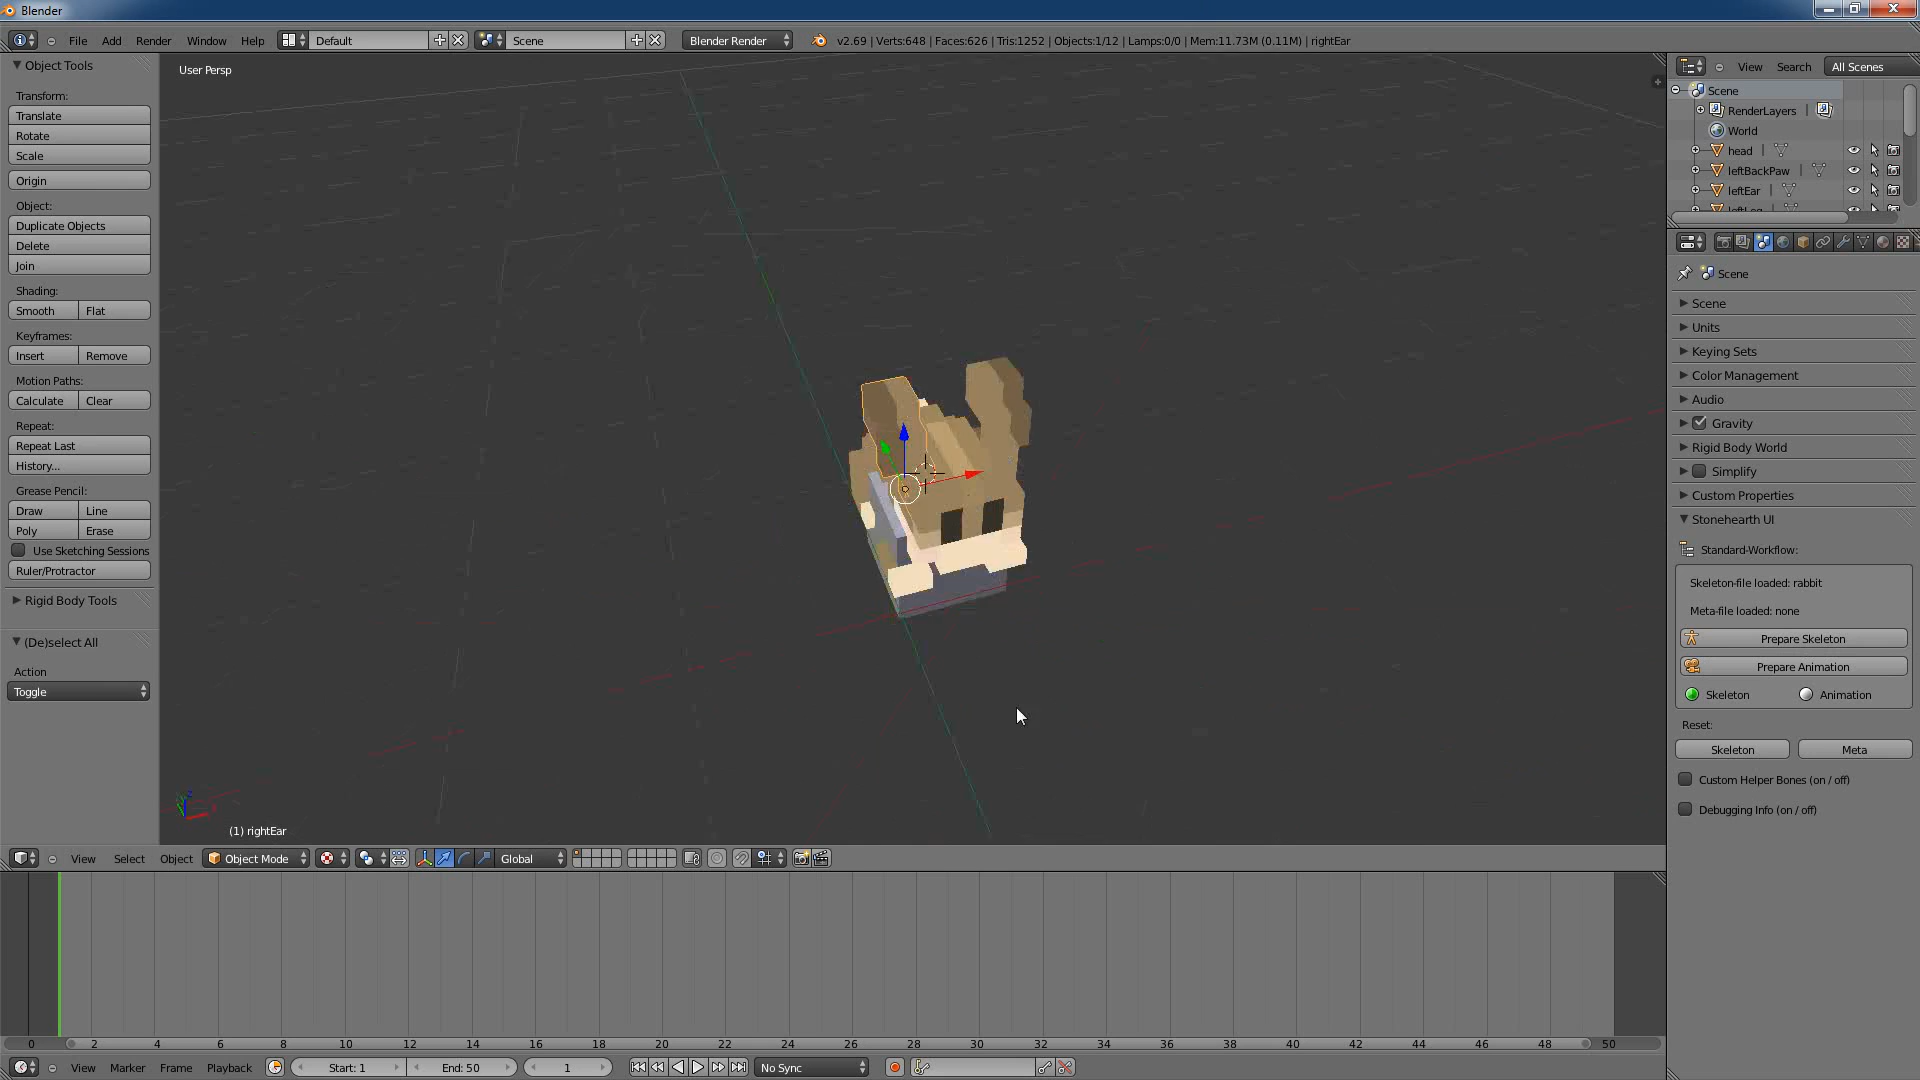 Blender
File Add Render Window Help Default Scene Blender Render v2.69 | Verts:648 | Faces:626 | Tris:1252 | Objects:1/12 | Lamps:0/0 | Mem:11.73M (0.11M) | rightEar
Object Tools
Transform:
Translate
Rotate
Scale
Origin
Object:
Duplicate Objects
Delete
Join
Shading:
Smooth Flat
Keyframes:
Insert Remove
Motion Paths:
Calculate Clear
Repeat:
Repeat Last
History...
Grease Pencil:
Draw Line
Poly Erase
Use Sketching Sessions
Ruler/Protractor
Rigid Body Tools
(De)select All
Action
Toggle
User Persp
(1) rightEar
View Search All Scenes
Scene
RenderLayers
World
head
leftBackPaw
leftEar
leftLeg
Scene
Scene
Units
Keying Sets
Color Management
Audio
Gravity
Rigid Body World
Simplify
Custom Properties
Stonehearth UI
Standard-Workflow:
Skeleton-file loaded: rabbit
Meta-file loaded: none
Prepare Skeleton
Prepare Animation
Skeleton Animation
Reset:
Skeleton Meta
Custom Helper Bones (on / off)
Debugging Info (on / off)
View Select Object Object Mode Global
0 2 4 6 8 10 12 14 16 18 20 22 24 26 28 30 32 34 36 38 40 42 44 46 48 50
View Marker Frame Playback Start: 1 End: 50 1 No Sync